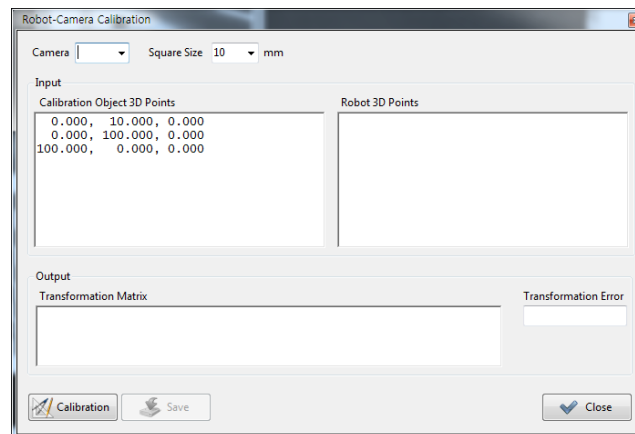 Robot-Camera Calibration
Camera Square Size 10 mm
Input
Calibration Object 3D Points Robot 3D Points
0.000, 10.000, 0.000
0.000, 100.000, 0.000
100.000, 0.000, 0.000
Output
Transformation Matrix Transformation Error
Calibration Save Close